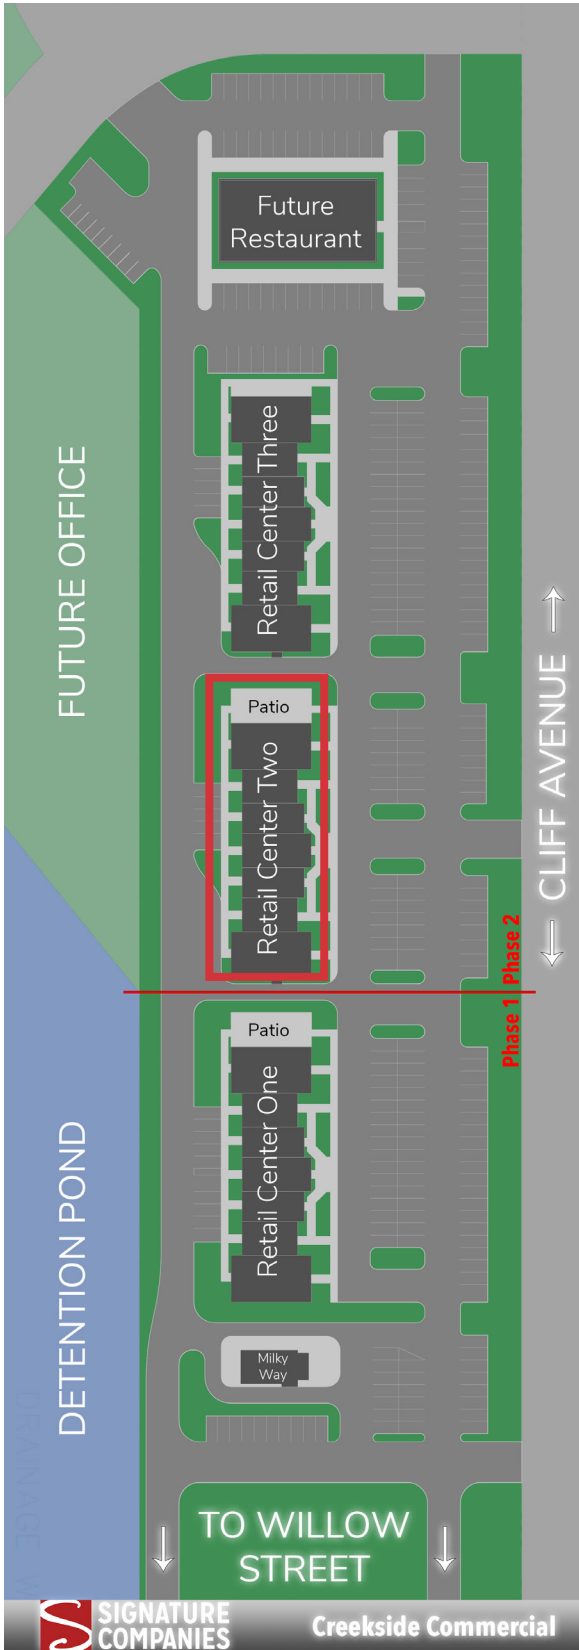 Future
Restaurant
Retail Center Three
FUTURE OFFICE
CLIFF AVENUE
Patio
Retail Center Two
Phase 1 Phase 2
Patio
Retail Center One
DETENTION POND
DRAINAGE
Milky
Way
TO WILLOW
STREET
S SIGNATURE
COMPANIES
Creekside Commercial